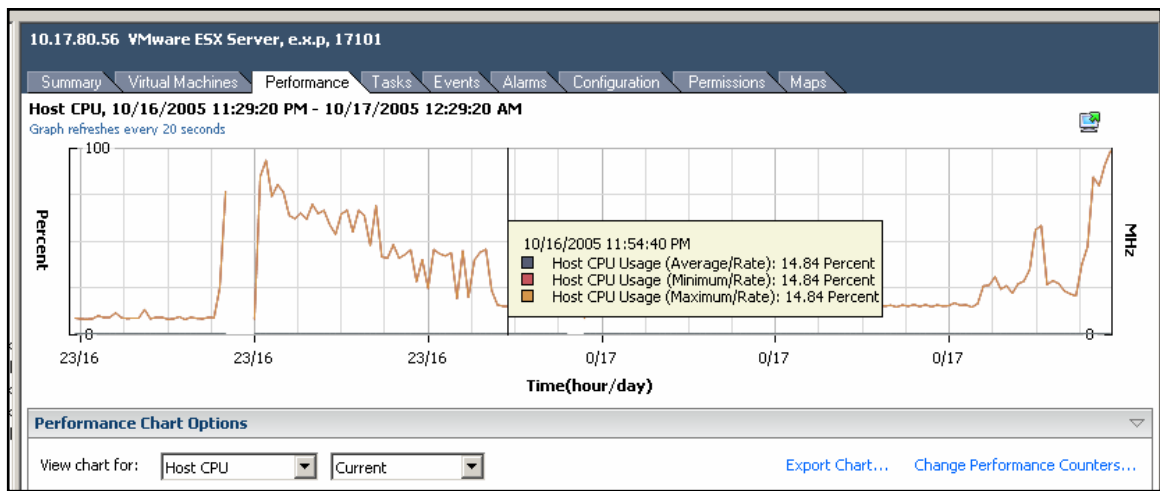 10.17.80.56 VMware ESX Server, e.x.p, 17101
Summary Virtual Machines Performance Tasks Events Alarms Configuration Permissions Maps
Host CPU, 10/16/2005 11:29:20 PM - 10/17/2005 12:29:20 AM
Graph refreshes every 20 seconds
100
Percent
10/16/2005 11:54:40 PM
Host CPU Usage (Average/Rate): 14.84 Percent
Host CPU Usage (Minimum/Rate): 14.84 Percent
Host CPU Usage (Maximum/Rate): 14.84 Percent
MHz
0 0
23/16 23/16 23/16 0/17 0/17 0/17
Time(hour/day)
Performance Chart Options
View chart for: Host CPU Current Export Chart... Change Performance Counters...